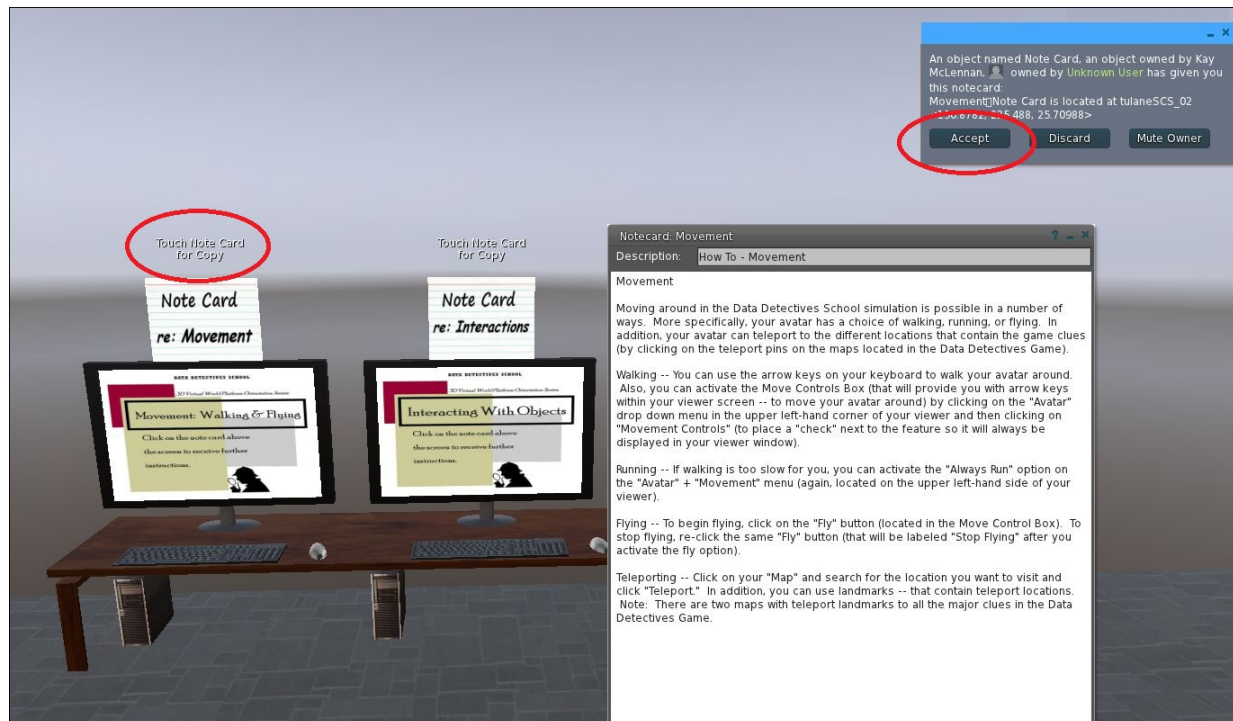 An object named Note Card, an object owned by Kay
McLennan, owned by Unknown User has given you
this notecard:
Movement Note Card is located at tulaneSCS_02
488, 25.70988>
Accept Discard Mute Owner
Touch Note Card
for Copy
Touch Note Card
for Copy
Note Card
re: Movement
Note Card
re: Interactions
DATA DETECTIVES SCHOOL
3D Virtual World Platform Orientation Series
Movement: Walking & Flying
Click on the note card above
the screen to receive further
instructions.
DATA DETECTIVES SCHOOL
3D Virtual World Platform Orientation Series
Interacting With Objects
Click on the note card above
the screen to receive further
instructions.
Notecard: Movement
Description: How To - Movement
Movement
Moving around in the Data Detectives School simulation is possible in a number of
ways. More specifically, your avatar has a choice of walking, running, or flying. In
addition, your avatar can teleport to the different locations that contain the game clues
(by clicking on the teleport pins on the maps located in the Data Detectives Game).
Walking -- You can use the arrow keys on your keyboard to walk your avatar around.
Also, you can activate the Move Controls Box (that will provide you with arrow keys
within your viewer screen -- to move your avatar around) by clicking on the "Avatar"
drop down menu in the upper left-hand corner of your viewer and then clicking on
"Movement Controls" (to place a "check" next to the feature so it will always be
displayed in your viewer window).
Running -- If walking is too slow for you, you can activate the "Always Run" option on
the "Avatar" + "Movement" menu (again, located on the upper left-hand side of your
viewer).
Flying -- To begin flying, click on the "Fly" button (located in the Move Control Box). To
stop flying, re-click the same "Fly" button (that will be labeled "Stop Flying" after you
activate the fly option).
Teleporting -- Click on your "Map" and search for the location you want to visit and
click "Teleport." In addition, you can use landmarks -- that contain teleport locations.
Note: There are two maps with teleport landmarks to all the major clues in the Data
Detectives Game.